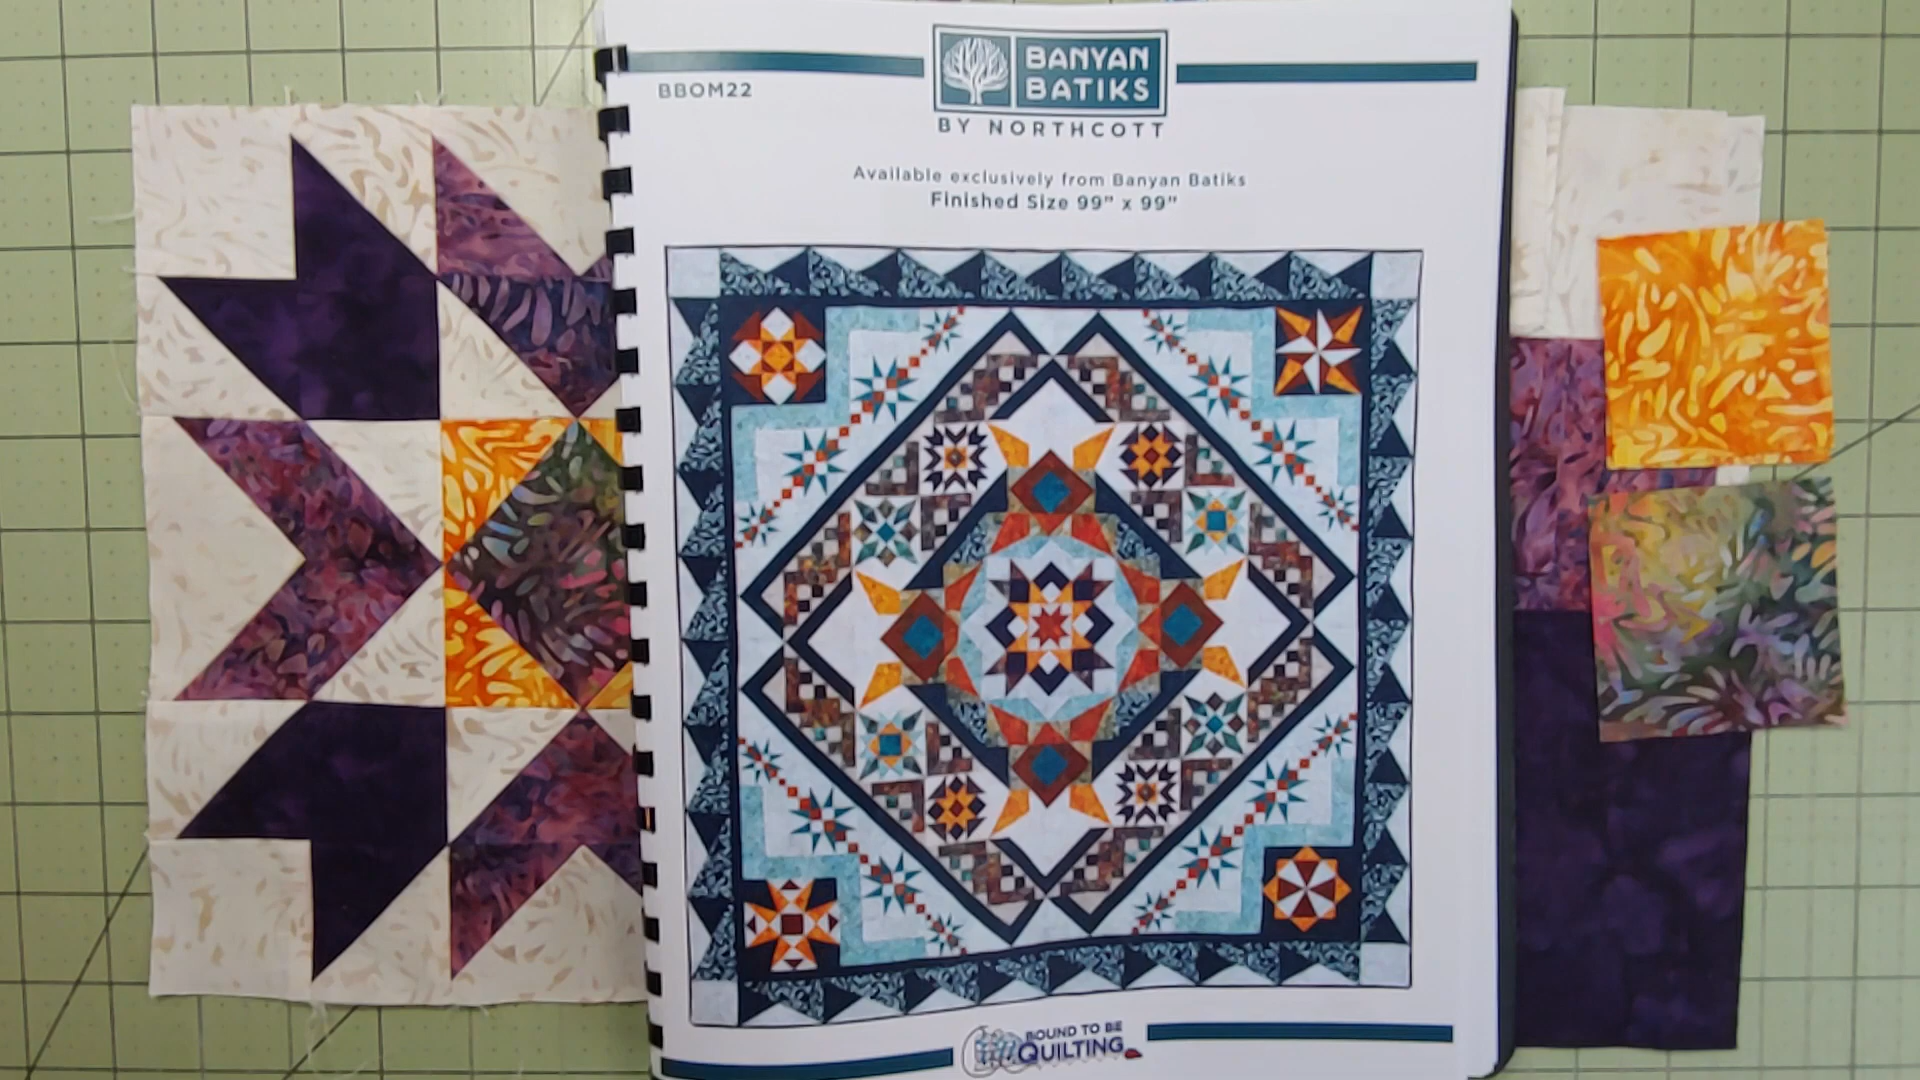 BBOM22
BANYAN
BATIKS
BY NORTHCOTT
Available exclusively from Banyan Batiks
Finished Size 99" x 99"
BOUND TO BE
QUILTING